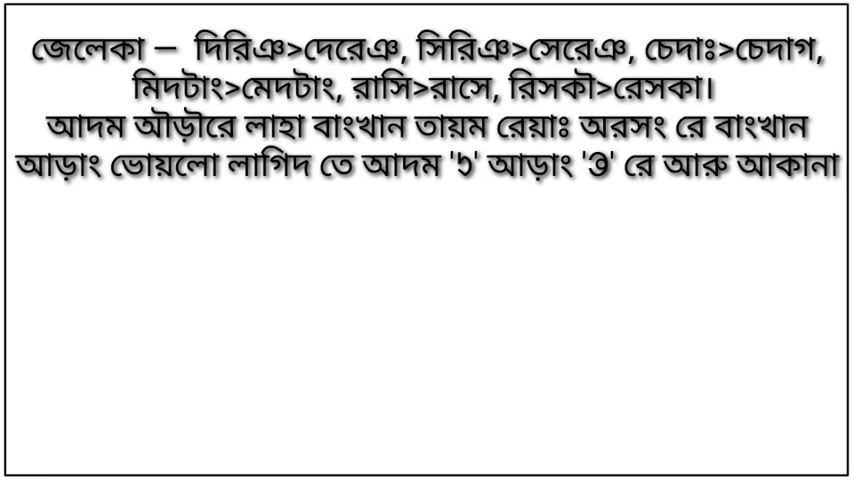 জেলেকা — দিরিঞ>দেরেঞ, সিরিঞ>সেরেঞ, চেদাঃ>চেদাগ,
মিদটাং>মেদটাং, রাসি>রাসে, রিসকী>রেসকা।
আদম আঁড়ীরে লাহা বাংখান তায়ম রেয়াঃ অরসং রে বাংখান
আড়াং ভোয়লো লাগিদ তে আদম 'ᱤ' আড়াং 'ᱮ' রে আরু আকানা